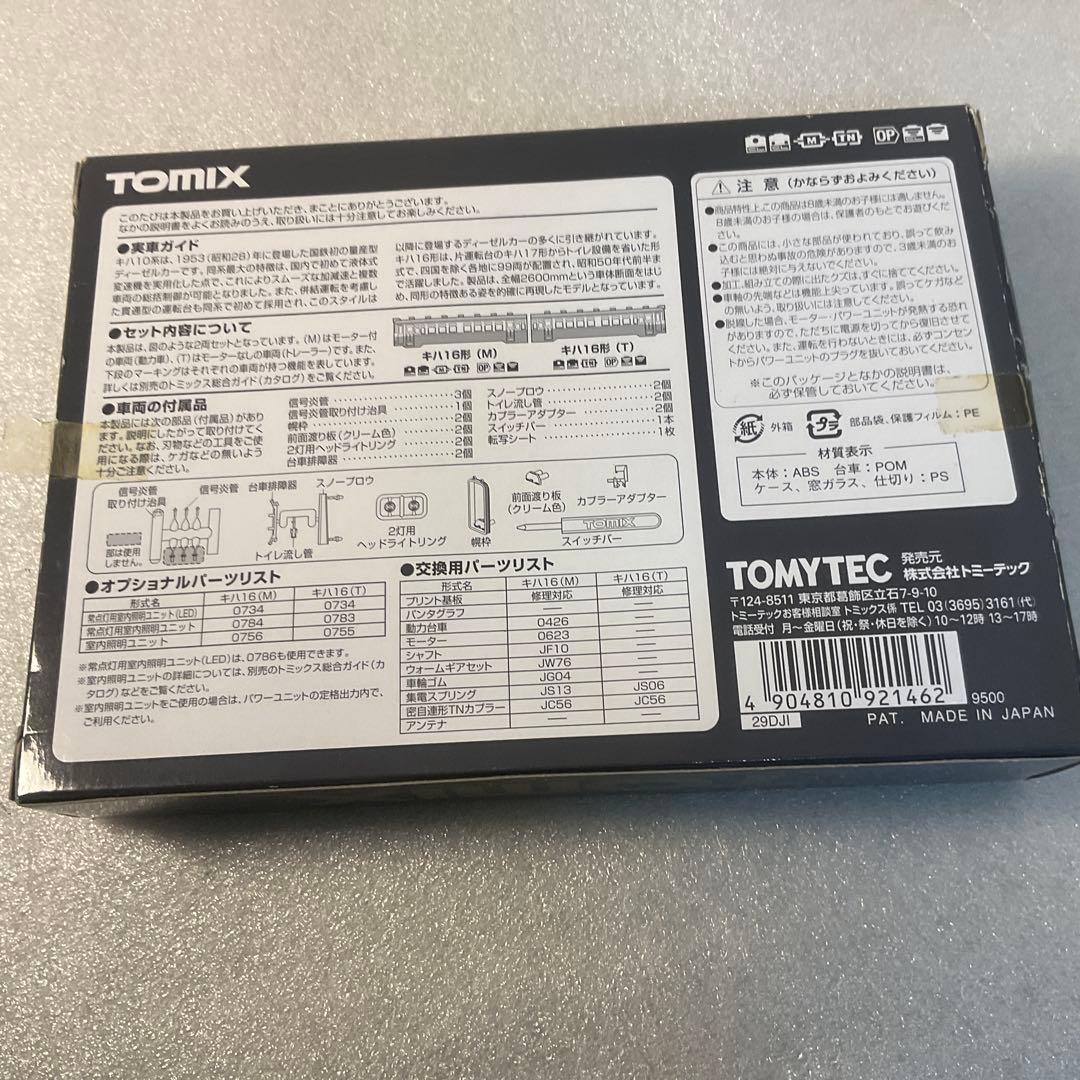 TOMIX
M TN OP
このたびは本製品をお買い上げいただき、まことにありがとうございます。
なかの説明書をよくお読みのうえ、取り扱いには十分注意してお楽しみください。
●実車ガイド
キハ10系は、1953(昭和28)年に登場した国鉄初の量産型
ディーゼルカーです。同系最大の特徴は、国内で初めて液体式
変速機を実用化した点で、これによりスムーズな加減速と複数
車両の総括制御が可能となりました。また、併結運転を考慮し
た貫通型の運転台も同系で初めて採用され、このスタイルは
以降に登場するディーゼルカーの多くに引き継がれています。
キハ16形は、片運転台のキハ17形からトイレ設備を省いた形
式で、四国を除く各地に99両が配置され、昭和50年代前半ま
で活躍しました。製品は、全幅2600mmという車体断面をはじ
め、同形の特徴ある姿を的確に再現したモデルとなっています。
●セット内容について
本製品は、図のような2両セットとなっています。(M)はモーター付
の車両(動力車)、(T)はモーターなしの車両(トレーラー)です。また、
下段のマーキングはそれぞれの車両が持つ機能を表しています。
詳しくは別売のトミックス総合ガイド(カタログ)をご覧ください。
キハ16形(M)
キハ16形(T)
●車両の付属品
本製品には次の部品(付属品)があり
ます。説明にしたがって取り付けてく
ださい。なお、刃物などの工具をご使
用になる際は、ケガなどの無いよう
十分ご注意ください。
信号炎管 3個
信号炎管取り付け治具 1個
幌枠 2個
前面渡り板(クリーム色) 2個
2灯用ヘッドライトリング 2個
台車排障器 2個
スノープロウ 2個
トイレ流し管 2個
カプラーアダプター 2個
スイッチバー 1本
転写シート 1枚
信号炎管
取り付け治具
信号炎管
台車排障器
スノープロウ
部は使用
しません。
トイレ流し管
2灯用
ヘッドライトリング
幌枠
前面渡り板
(クリーム色)
カプラーアダプター
TOMIX
スイッチバー
●オプショナルパーツリスト
形式名 キハ16(M) キハ16(T)
常点灯用室内照明ユニット(LED) 0734 0734
常点灯用室内照明ユニット 0784 0783
室内照明ユニット 0756 0755
※常点灯用室内照明ユニット(LED)は、0786も使用できます。
※室内照明ユニットの詳細については、別売のトミックス総合ガイド(カ
タログ)などをご覧ください。
※室内照明ユニットをご使用の場合は、パワーユニットの定格出力内で、
ご利用ください。
●交換用パーツリスト
形式名 キハ16(M) キハ16(T)
プリント基板 修理対応 修理対応
パンタグラフ — —
動力台車 0426 —
モーター 0623 —
シャフト JF10 —
ウォームギアセット JW76 —
車輪ゴム JG04 —
集電スプリング JS13 JS06
密自連形TNカプラー JC56 JC56
アンテナ — —
⚠ 注意(かならずおよみください)
●商品特性上、この商品は8歳未満のお子様には適しません。
8歳未満のお子様の場合は、保護者のもとでお遊びくだ
さい。
●この商品には、小さな部品が使われており、誤って飲み
込むと思わぬ事故の危険がありますので、3歳未満のお
子様には絶対に与えないでください。
●加工、組み立ての際に出たクズは、すぐに捨ててください。
●車軸の先端などは機能上尖っています。誤ってケガなど
の無いよう、取り扱いには注意してください。
●脱線した場合、モーター・パワーユニットが発熱する恐れ
がありますので、ただちに電源を切ってから復旧させて
ください。また、運転を行わないときには、必ずコンセン
トからパワーユニットのプラグを抜いておいてください。
※このパッケージとなかの説明書は、
必ず保管しておいてください。
紙 外箱 プラ 部品袋、保護フィルム:PE
材質表示
本体:ABS 台車:POM
ケース、窓ガラス、仕切り:PS
TOMYTEC 発売元
株式会社トミーテック
〒124-8511 東京都葛飾区立石7-9-10
トミーテックお客様相談室 トミックス係 TEL 03(3695)3161(代)
電話受付 月〜金曜日(祝・祭・休日を除く)10〜12時 13〜17時
4 904810 921462
9500
29DJI
PAT. MADE IN JAPAN